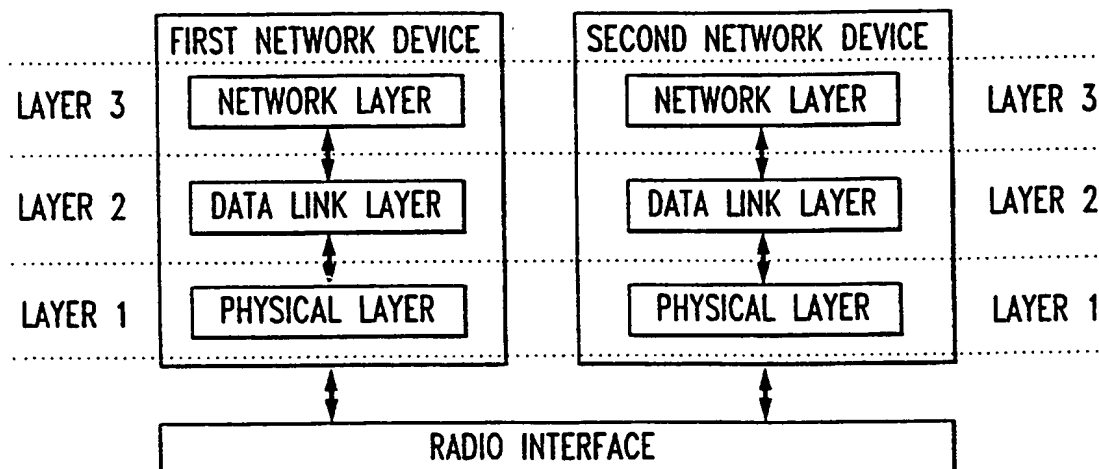 FIRST NETWORK DEVICE SECOND NETWORK DEVICE
LAYER 3 NETWORK LAYER NETWORK LAYER LAYER 3
LAYER 2 DATA LINK LAYER DATA LINK LAYER LAYER 2
LAYER 1 PHYSICAL LAYER PHYSICAL LAYER LAYER 1
RADIO INTERFACE